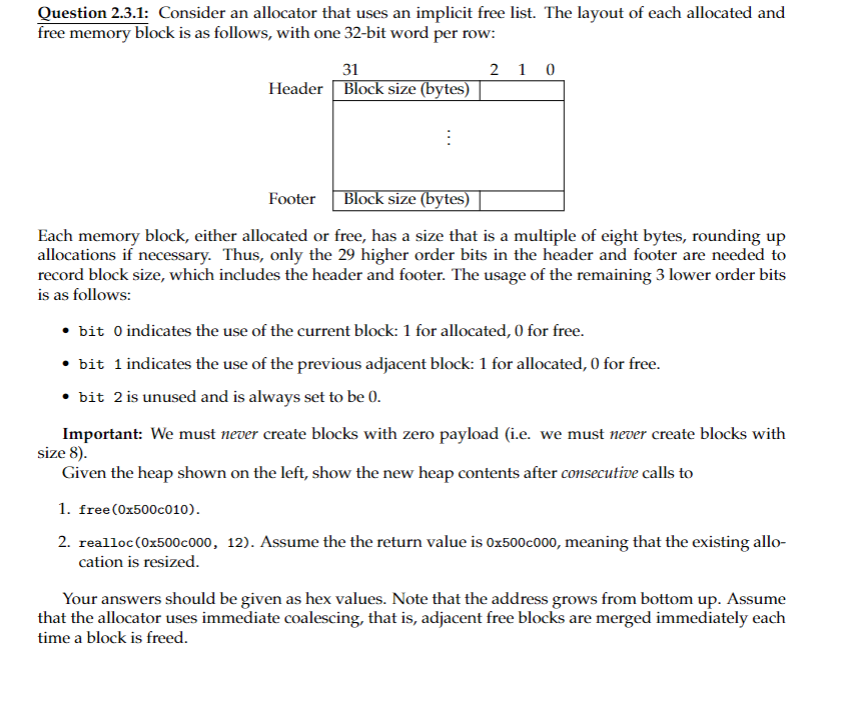 Question 2.3.1: Consider an allocator that uses an implicit free list. The layout of each allocated and
free memory block is as follows, with one 32-bit word per row:
31 2 1 0
Header Block size (bytes)
⋮
Footer Block size (bytes)
Each memory block, either allocated or free, has a size that is a multiple of eight bytes, rounding up
allocations if necessary. Thus, only the 29 higher order bits in the header and footer are needed to
record block size, which includes the header and footer. The usage of the remaining 3 lower order bits
is as follows:
• bit 0 indicates the use of the current block: 1 for allocated, 0 for free.
• bit 1 indicates the use of the previous adjacent block: 1 for allocated, 0 for free.
• bit 2 is unused and is always set to be 0.
Important: We must never create blocks with zero payload (i.e. we must never create blocks with
size 8).
Given the heap shown on the left, show the new heap contents after consecutive calls to
1. free(0x500c010).
2. realloc(0x500c000, 12). Assume the the return value is 0x500c000, meaning that the existing allo-
cation is resized.
Your answers should be given as hex values. Note that the address grows from bottom up. Assume
that the allocator uses immediate coalescing, that is, adjacent free blocks are merged immediately each
time a block is freed.